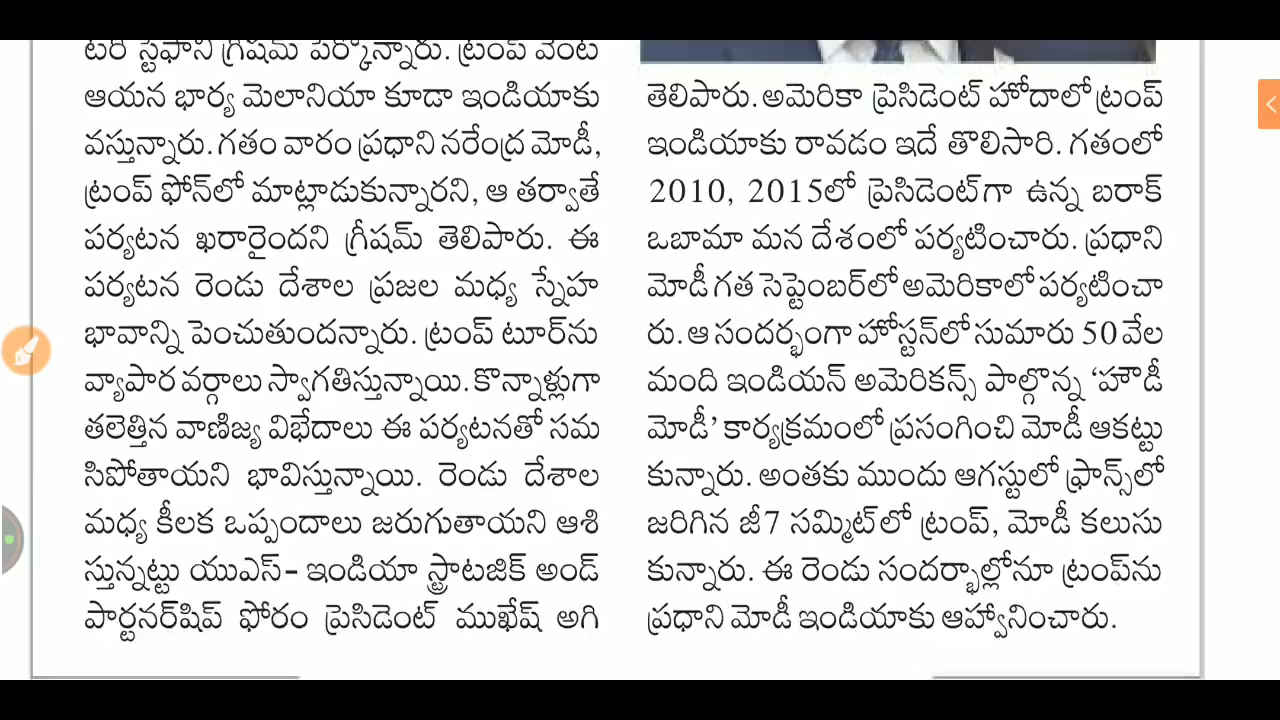 టరీ స్టెఫానీ గ్రీషమ్ పేర్కొన్నారు. ట్రంప్ వెంట
ఆయన భార్య మెలానియా కూడా ఇండియాకు
వస్తున్నారు. గతం వారం ప్రధాని నరేంద్ర మోడీ,
ట్రంప్ ఫోన్‌లో మాట్లాడుకున్నారని, ఆ తర్వాతే
పర్యటన ఖరారైందని గ్రీషమ్ తెలిపారు. ఈ
పర్యటన రెండు దేశాల ప్రజల మధ్య స్నేహ
భావాన్ని పెంచుతుందన్నారు. ట్రంప్ టూర్‌ను
వ్యాపార వర్గాలు స్వాగతిస్తున్నాయి. కొన్నాళ్లుగా
తలెత్తిన వాణిజ్య విభేదాలు ఈ పర్యటనతో సమ
సిపోతాయని భావిస్తున్నాయి. రెండు దేశాల
మధ్య కీలక ఒప్పందాలు జరుగుతాయని ఆశి
స్తున్నట్టు యుఎస్- ఇండియా స్ట్రాటజిక్ అండ్
పార్టనర్‌షిప్ ఫోరం ప్రెసిడెంట్ ముఖేష్ అగి
తెలిపారు. అమెరికా ప్రెసిడెంట్ హోదాలో ట్రంప్
ఇండియాకు రావడం ఇదే తొలిసారి. గతంలో
2010, 2015లో ప్రెసిడెంట్‌గా ఉన్న బరాక్
ఒబామా మన దేశంలో పర్యటించారు. ప్రధాని
మోడీ గత సెప్టెంబర్‌లో అమెరికాలో పర్యటించా
రు. ఆ సందర్భంగా హోస్టన్‌లో సుమారు 50 వేల
మంది ఇండియన్ అమెరికన్స్ పాల్గొన్న ‘హౌడీ
మోడీ’ కార్యక్రమంలో ప్రసంగించి మోడీ ఆకట్టు
కున్నారు. అంతకు ముందు ఆగస్టులో ఫ్రాన్స్‌లో
జరిగిన జీ7 సమ్మిట్‌లో ట్రంప్, మోడీ కలుసు
కున్నారు. ఈ రెండు సందర్భాల్లోనూ ట్రంప్‌ను
ప్రధాని మోడీ ఇండియాకు ఆహ్వానించారు.